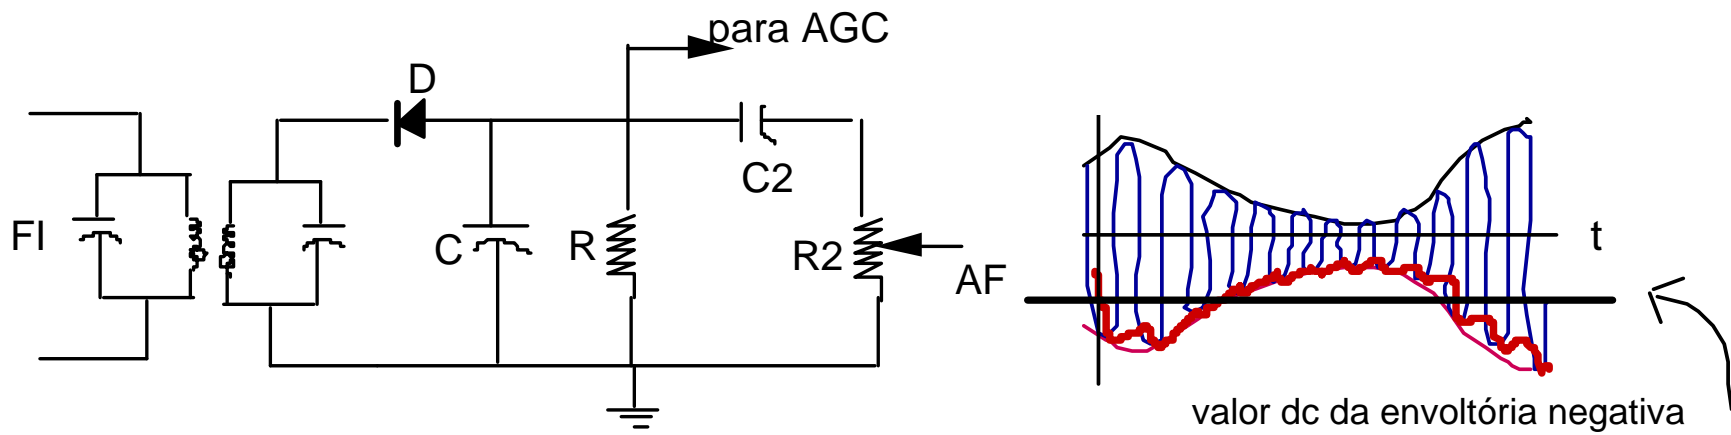 para AGC
D
C2
FI
C
R
R2
AF
t
valor dc da envoltória negativa